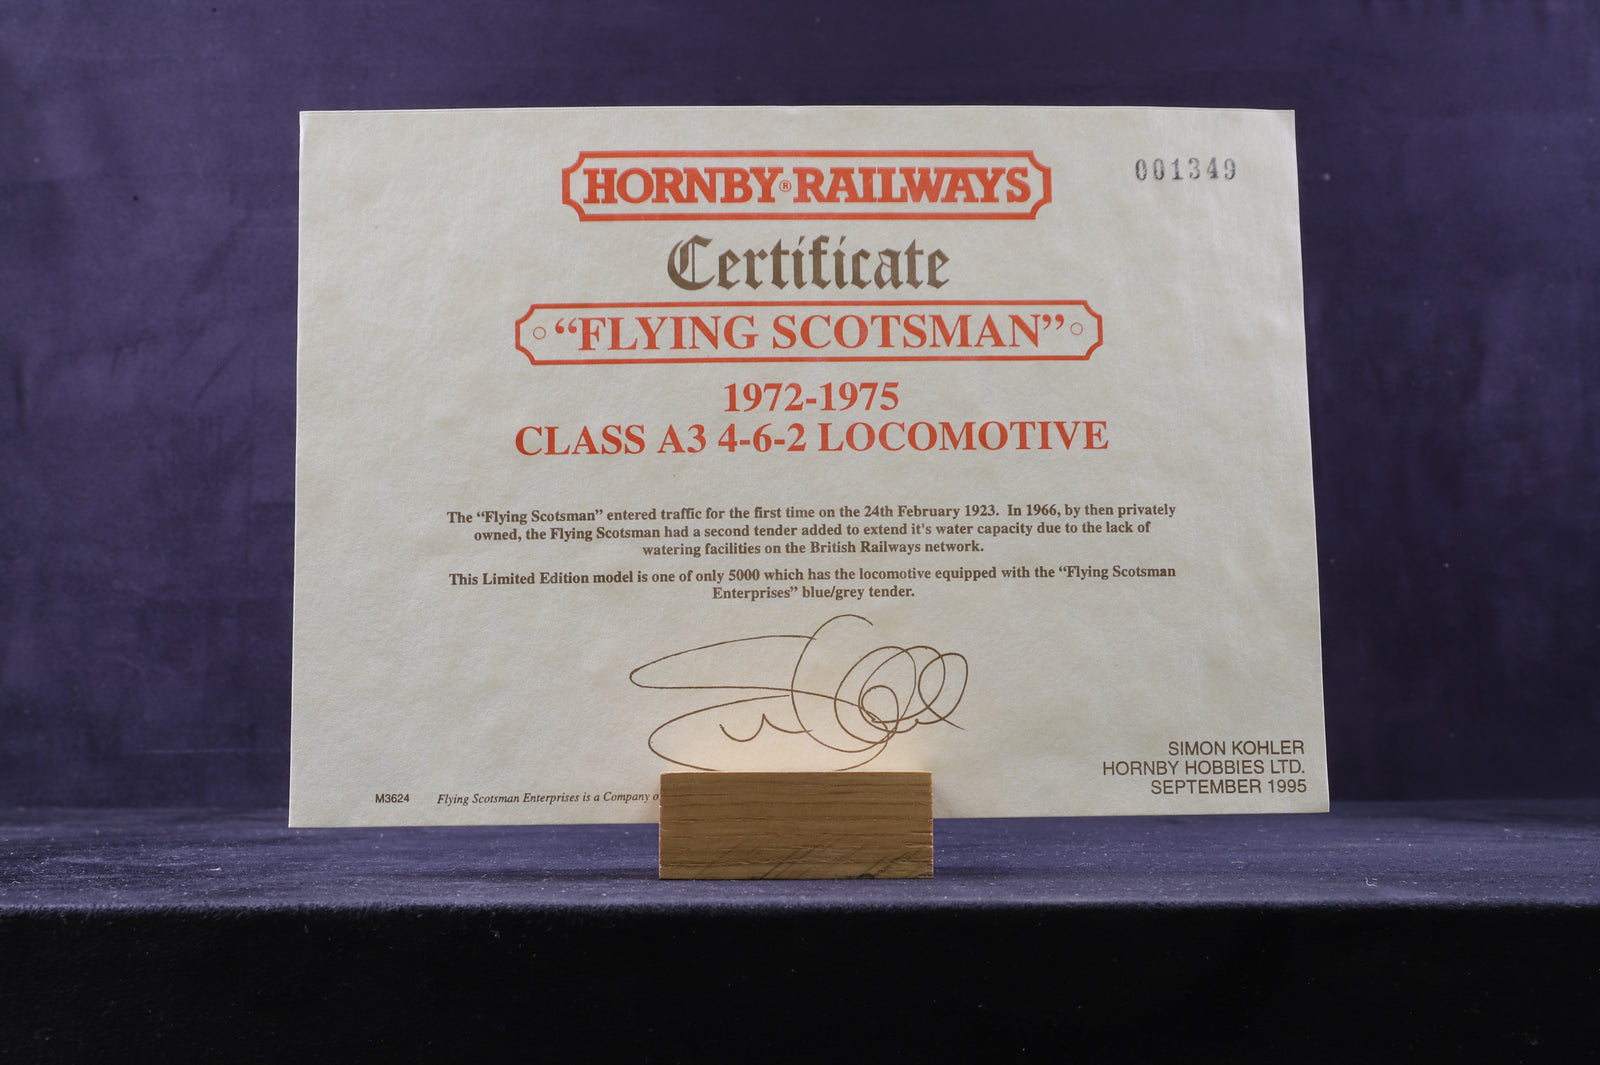 HORNBY® RAILWAYS
001349
Certificate
"FLYING SCOTSMAN"
1972-1975
CLASS A3 4-6-2 LOCOMOTIVE
The "Flying Scotsman" entered traffic for the first time on the 24th February 1923. In 1966, by then privately
owned, the Flying Scotsman had a second tender added to extend it's water capacity due to the lack of
watering facilities on the British Railways network.
This Limited Edition model is one of only 5000 which has the locomotive equipped with the "Flying Scotsman
Enterprises" blue/grey tender.
SIMON KOHLER
HORNBY HOBBIES LTD.
SEPTEMBER 1995
M3624 Flying Scotsman Enterprises is a Company